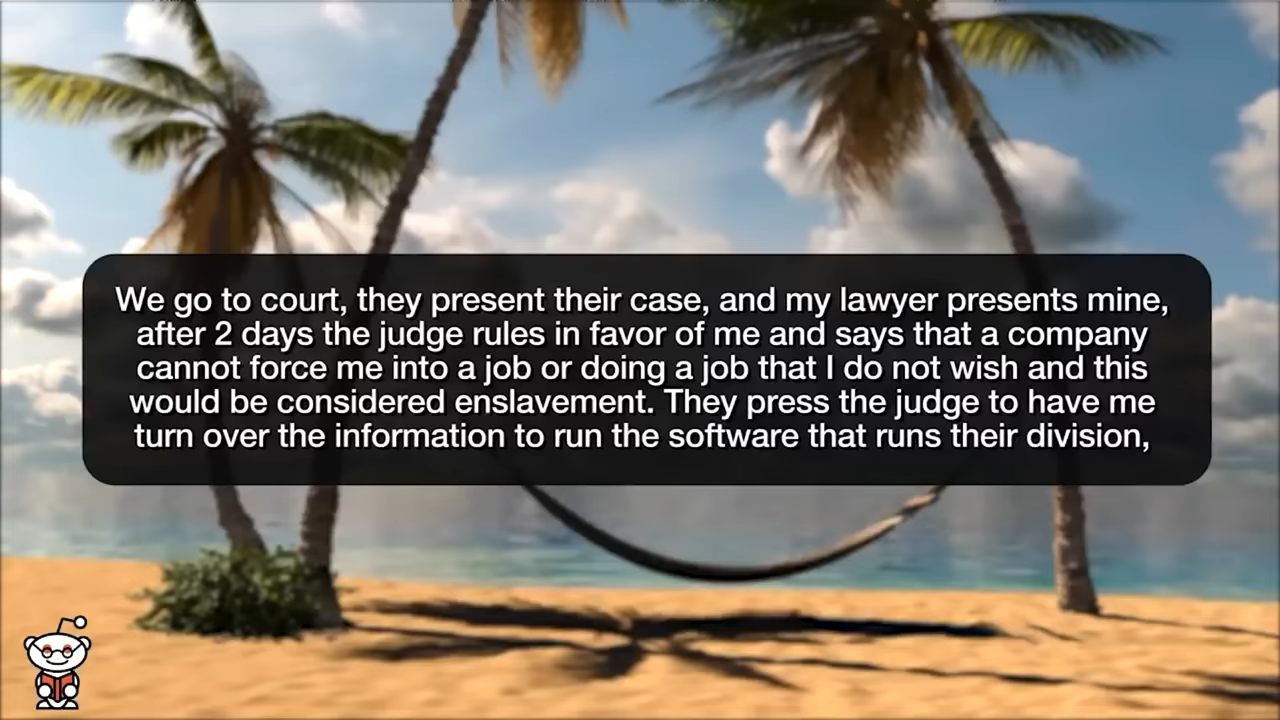 We go to court, they present their case, and my lawyer presents mine,
after 2 days the judge rules in favor of me and says that a company
cannot force me into a job or doing a job that I do not wish and this
would be considered enslavement. They press the judge to have me
turn over the information to run the software that runs their division,